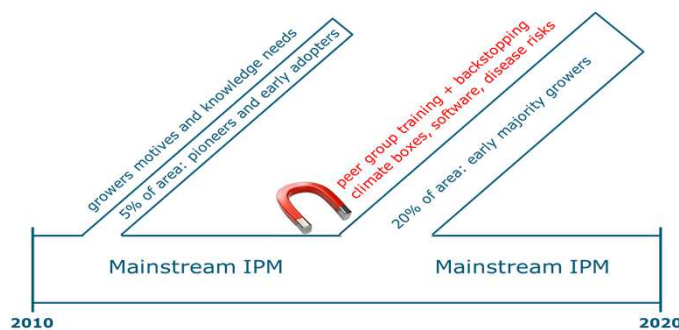 growers motives and knowledge needs
5% of area: pioneers and early adopters
peer group training + backstopping
climate boxes, software, disease risks
20% of area: early majority growers
Mainstream IPM
Mainstream IPM
2010
2020